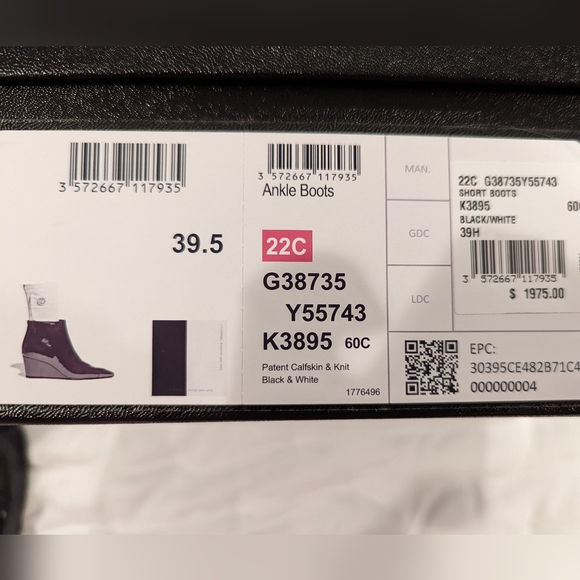 3 572667 117935
39.5
3 572667 117935
Ankle Boots
22C
G38735
Y55743
K3895 60C
Patent Calfskin & Knit
Black & White
1776496
MAN.
GDC
LDC
22C G38735Y55743
SHORT BOOTS
K3895 60
BLACK/WHITE
39H
3 572667 117935
$ 1975.00
EPC:
30395CE482B71C4
000000004